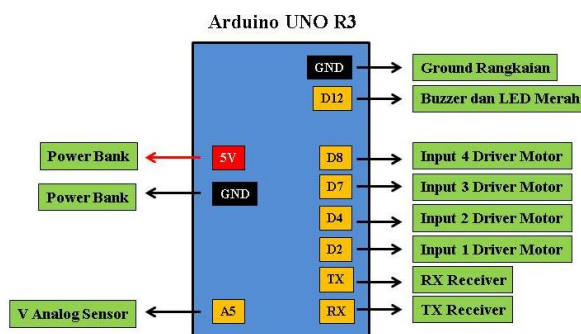 Arduino UNO R3
GND
Ground Rangkaian
D12
Buzzer dan LED Merah
Power Bank
5V
D8
Input 4 Driver Motor
Power Bank
GND
D7
Input 3 Driver Motor
D4
Input 2 Driver Motor
D2
Input 1 Driver Motor
TX
RX Receiver
V Analog Sensor
A5
RX
TX Receiver